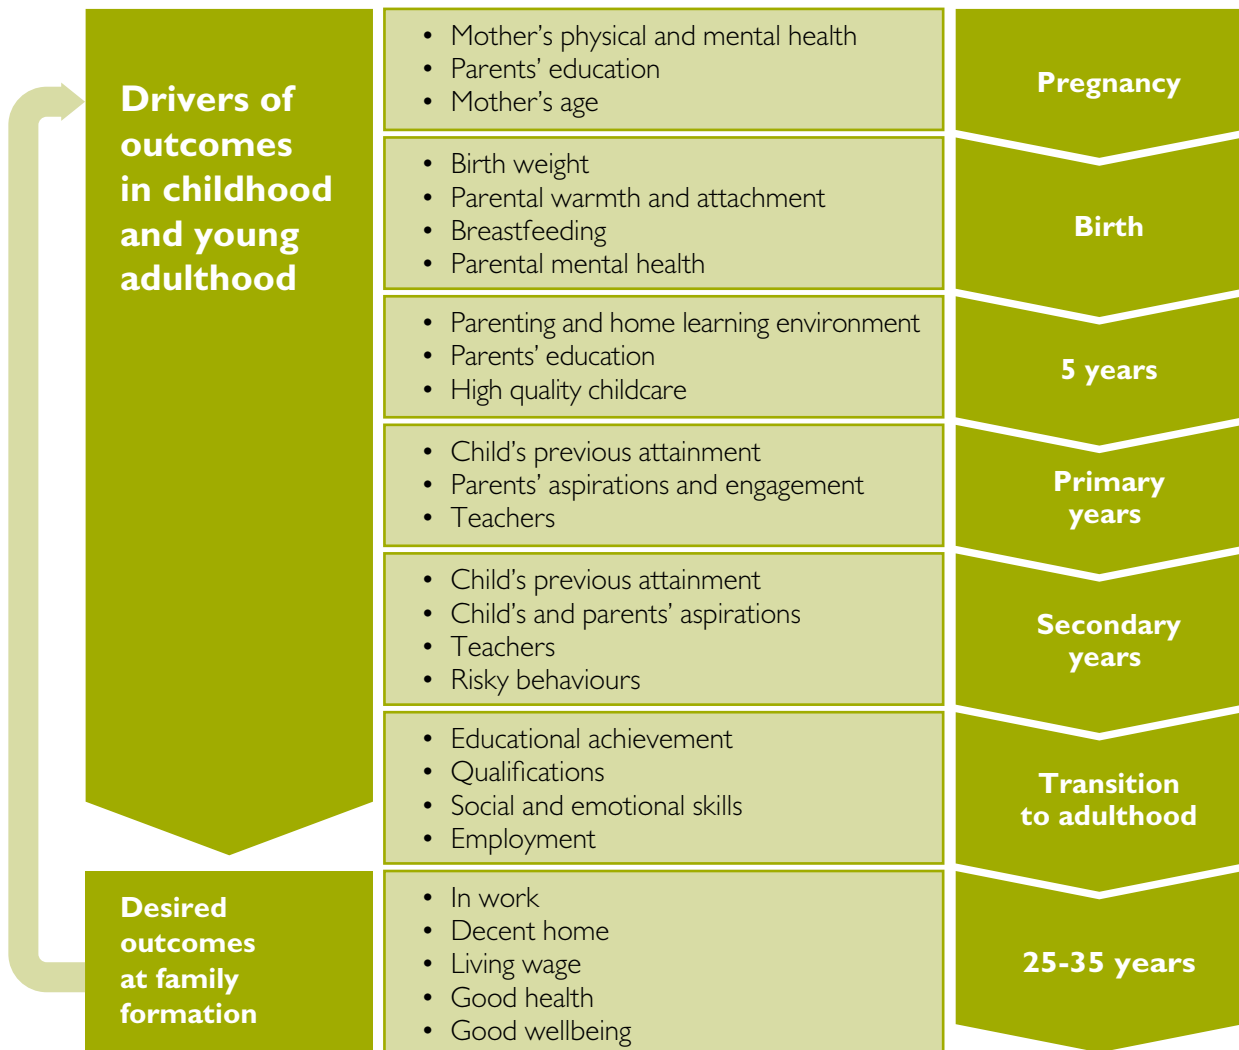 Drivers of
outcomes
in childhood
and young
adulthood
• Mother’s physical and mental health
• Parents’ education
• Mother’s age
Pregnancy
• Birth weight
• Parental warmth and attachment
• Breastfeeding
• Parental mental health
Birth
• Parenting and home learning environment
• Parents’ education
• High quality childcare
5 years
• Child’s previous attainment
• Parents’ aspirations and engagement
• Teachers
Primary
years
• Child’s previous attainment
• Child’s and parents’ aspirations
• Teachers
• Risky behaviours
Secondary
years
• Educational achievement
• Qualifications
• Social and emotional skills
• Employment
Transition
to adulthood
Desired
outcomes
at family
formation
• In work
• Decent home
• Living wage
• Good health
• Good wellbeing
25-35 years